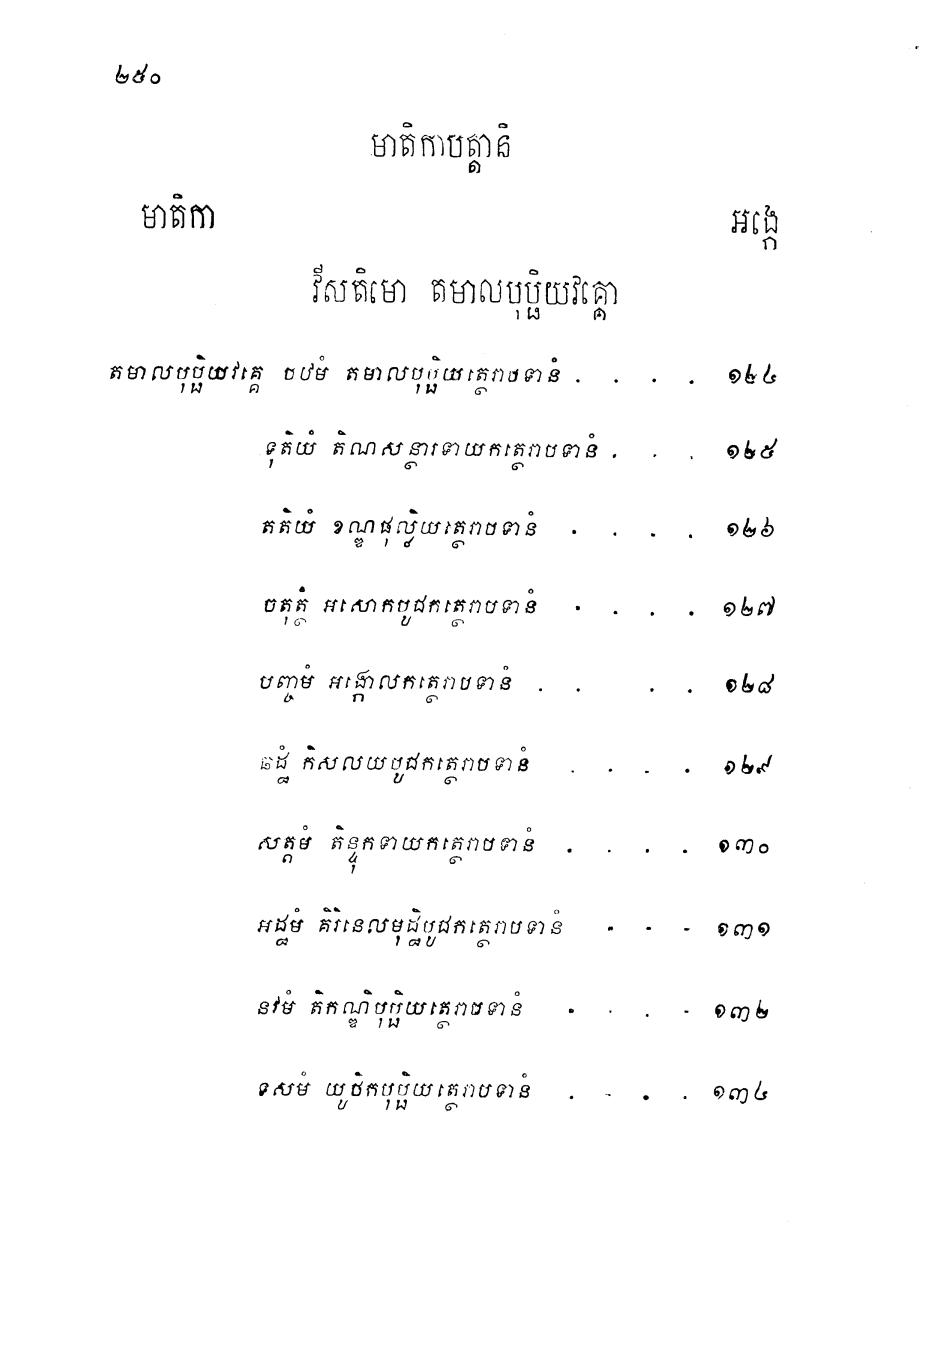 ២៥០
មាតិកាបត្តានិ
មាតិកា អង្កេ
វីសតិមោ តមាលបុប្ផិយវគ្គោ
តមាលបុប្ផិយវគ្គេ បឋមំ តមាលបុប្ផិយត្ថេរាបទានំ . . . . ១២៤
ទុតិយំ តិណសន្ថារទាយកត្ថេរាបទានំ . . . ១២៥
តតិយំ ខណ្ឌផុល្លិយត្ថេរាបទានំ . . . . ១២៦
ចតុត្ថំ អសោកបូជកត្ថេរាបទានំ . . . . ១២៧
បញ្ចមំ អង្កោលកត្ថេរាបទានំ . . . . ១២៨
ឆដ្ឋំ កិសលយបូជកត្ថេរាបទានំ . . . . ១២៩
សត្តមំ តិន្ទុកទាយកត្ថេរាបទានំ . . . . ១៣០
អដ្ឋមំ គិរិនេលមុដ្ឋិបូជកត្ថេរាបទានំ . . . ១៣១
នវមំ តិកណ្ឌិបុប្ផិយត្ថេរាបទានំ . . . . ១៣២
ទសមំ យូថិកបុប្ផិយត្ថេរាបទានំ . . . . ១៣៤